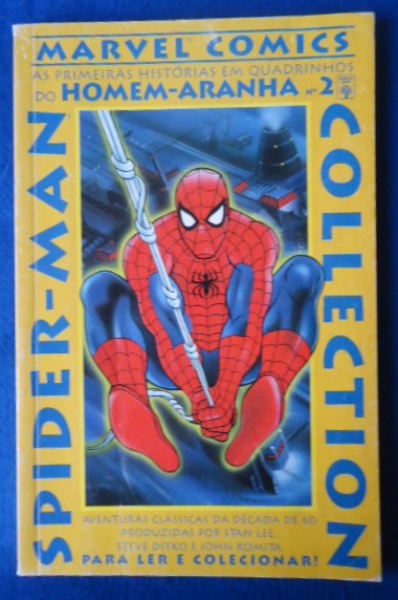 MARVEL COMICS
AS PRIMEIRAS HISTÓRIAS EM QUADRINHOS
DO HOMEM-ARANHA Nº 2
SPIDER-MAN
COLLECTION
AVENTURAS CLÁSSICAS DA DÉCADA DE 60
PRODUZIDAS POR STAN LEE,
STEVE DITKO E JOHN ROMITA
PARA LER E COLECIONAR!